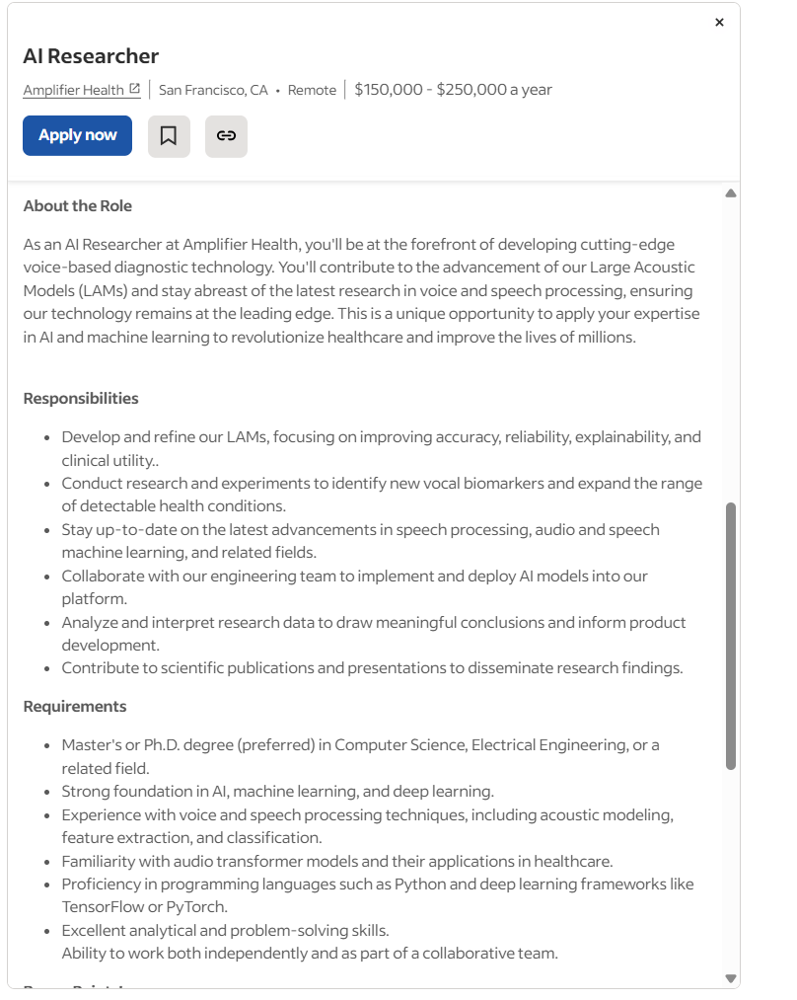 ×
AI Researcher
Amplifier Health | San Francisco, CA • Remote | $150,000 - $250,000 a year
Apply now
About the Role
As an AI Researcher at Amplifier Health, you'll be at the forefront of developing cutting-edge
voice-based diagnostic technology. You'll contribute to the advancement of our Large Acoustic
Models (LAMs) and stay abreast of the latest research in voice and speech processing, ensuring
our technology remains at the leading edge. This is a unique opportunity to apply your expertise
in AI and machine learning to revolutionize healthcare and improve the lives of millions.
Responsibilities
• Develop and refine our LAMs, focusing on improving accuracy, reliability, explainability, and
clinical utility..
• Conduct research and experiments to identify new vocal biomarkers and expand the range
of detectable health conditions.
• Stay up-to-date on the latest advancements in speech processing, audio and speech
machine learning, and related fields.
• Collaborate with our engineering team to implement and deploy AI models into our
platform.
• Analyze and interpret research data to draw meaningful conclusions and inform product
development.
• Contribute to scientific publications and presentations to disseminate research findings.
Requirements
• Master's or Ph.D. degree (preferred) in Computer Science, Electrical Engineering, or a
related field.
• Strong foundation in AI, machine learning, and deep learning.
• Experience with voice and speech processing techniques, including acoustic modeling,
feature extraction, and classification.
• Familiarity with audio transformer models and their applications in healthcare.
• Proficiency in programming languages such as Python and deep learning frameworks like
TensorFlow or PyTorch.
• Excellent analytical and problem-solving skills.
Ability to work both independently and as part of a collaborative team.